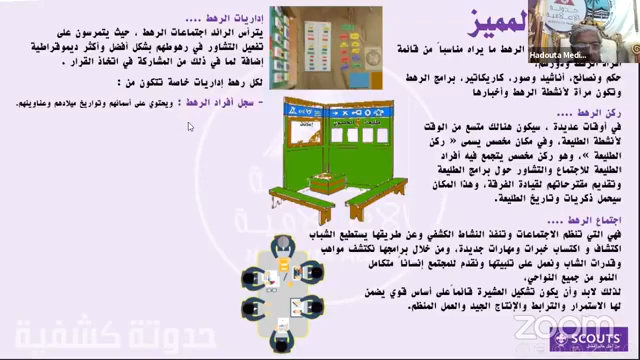 المميز
الرهط ما يراه مناسباً من قائمة
حكم ونصائح، أناشيد وصور، كاريكاتير، برامج الرهط
وتكون مرآة لأنشطة الرهط وأخبارها
ركن الرهط ....
في أوقات عديدة ، سيكون هنالك متسع من الوقت
لأنشطة الطليعة، وفي مكان مخصص يسمى « ركن
الطليعة »، وهو ركن مخصص يتجمع فيه أفراد
الطليعة للاجتماع والتشاور حول برامج الطليعة
وتقديم مقترحاتهم لقيادة الفرقة، وهذا المكان
سيحمل ذكريات وتاريخ الطليعة.
اجتماع الرهط ....
فهي التي تنظم الاجتماعات وتنفذ النشاط الكشفي وعن طريقها يستطيع الشباب
اكتشاف و اكتساب خبرات ومهارات جديدة، ومن خلال برامجها نكتشف مواهب
وقدرات الشاب ونعمل على تلبيتها ونقدم للمجتمع إنساناً متكامل
النمو من جميع النواحي.
لذلك لابد وأن يكون تشكيل العشيرة قائماً على أساس قوي يضمن
لها الاستمرار والترابط والإنتاج الجيد والعمل المنظم.
إداريات الرهط ....
يترأس الرائد اجتماعات الرهط ، حيث يتمرسون على
تفعيل التشاور في رهوطهم بشكل أفضل وأكثر ديموقراطية
إضافة لما في ذلك من المشاركة في اتخاذ القرار .
لكل رهط إداريات خاصة تتكون من :
- سجل أفراد الرهط : ويحتوي على أسمائهم وتواريخ ميلادهم وعناوينهم.
Hadouta Medi...
حدوتة كشفية
SCOUTS
zoom